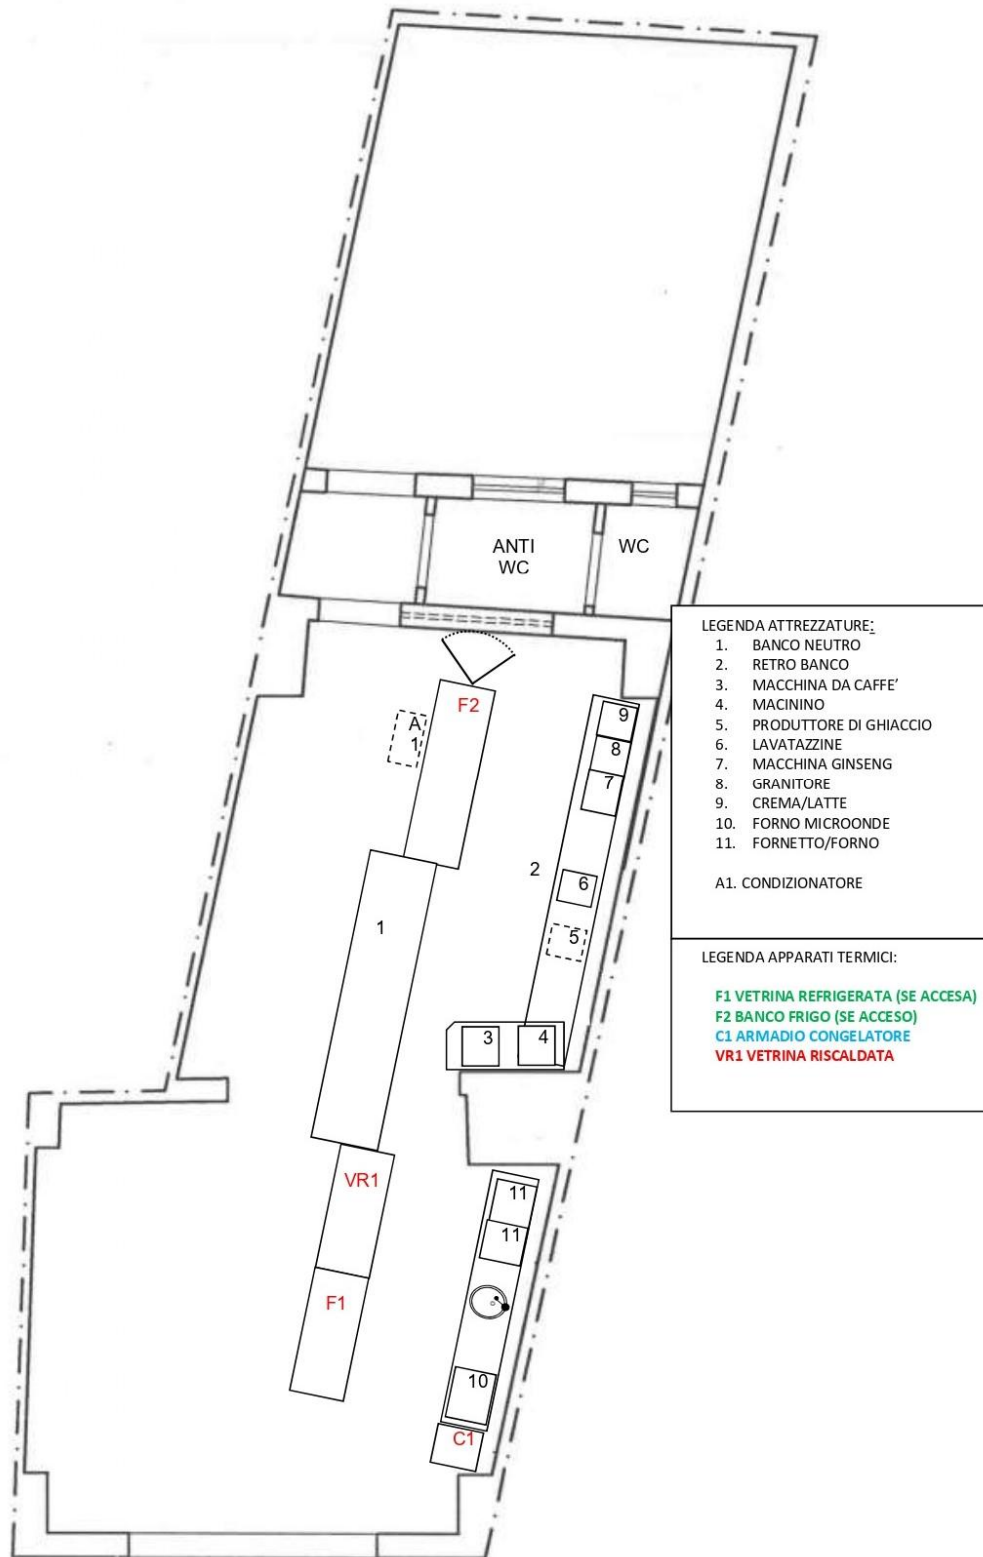 ANTI
WC
WC
F2
A
1
9
8
7
2
6
1
5
3
4
VR1
11
11
F1
10
C1
LEGENDA ATTREZZATURE:
1. BANCO NEUTRO
2. RETRO BANCO
3. MACCHINA DA CAFFE’
4. MACININO
5. PRODUTTORE DI GHIACCIO
6. LAVATAZZINE
7. MACCHINA GINSENG
8. GRANITORE
9. CREMA/LATTE
10. FORNO MICROONDE
11. FORNETTO/FORNO
A1. CONDIZIONATORE
LEGENDA APPARATI TERMICI:
F1 VETRINA REFRIGERATA (SE ACCESA)
F2 BANCO FRIGO (SE ACCESO)
C1 ARMADIO CONGELATORE
VR1 VETRINA RISCALDATA